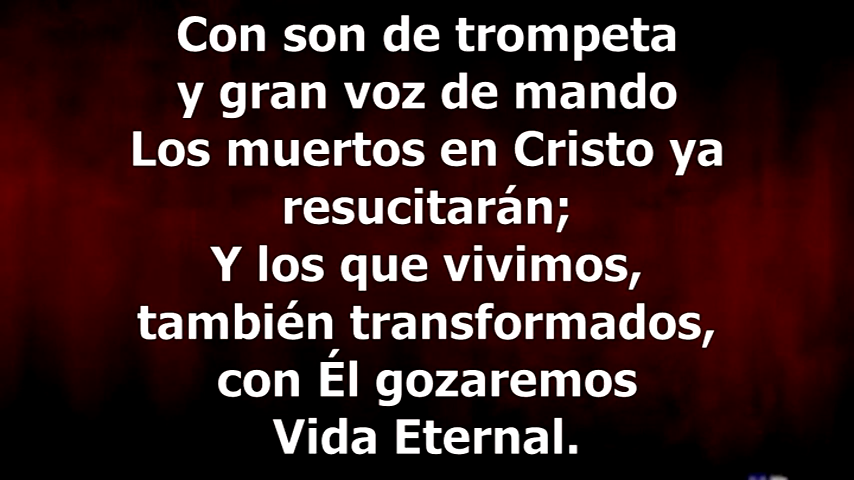 Con son de trompeta
y gran voz de mando
Los muertos en Cristo ya
resucitarán;
Y los que vivimos,
también transformados,
con Él gozaremos
Vida Eternal.